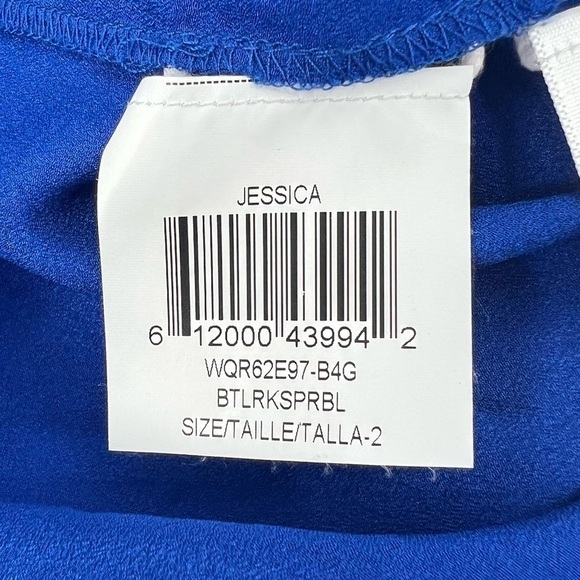 JESSICA
6 12000 43994 2
WQR62E97-B4G
BTLRKSPRBL
SIZE/TAILLE/TALLA-2